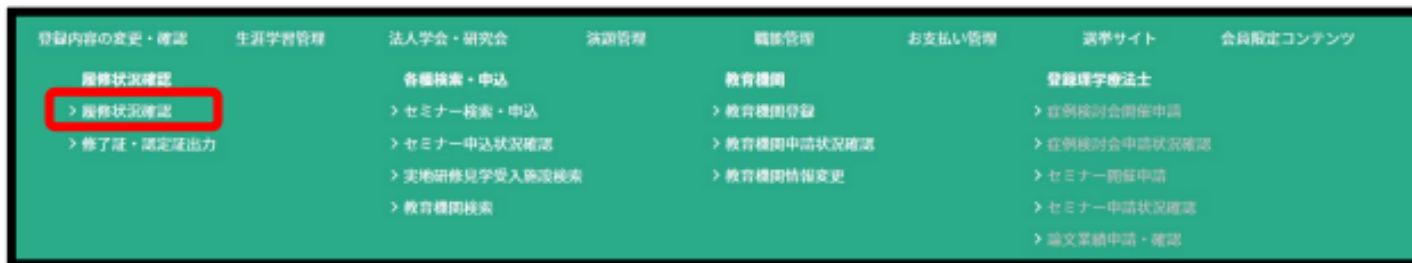 登録内容の変更・確認 生涯学習管理 法人学会・研究会 演題管理 職能管理 お支払い管理 選挙サイト 会員限定コンテンツ
履修状況確認 各種検索・申込 教育機関 登録理学療法士
> 履修状況確認 > セミナー検索・申込 > 教育機関登録 > 症例検討会開催申請
> 修了証・認定証出力 > セミナー申込状況確認 > 教育機関申請状況確認 > 症例検討会申請状況確認
> 実地研修見学受入施設検索 > 教育機関情報変更 > セミナー開催申請
> 教育機関検索 > セミナー申請状況確認
> 論文業績申請・確認